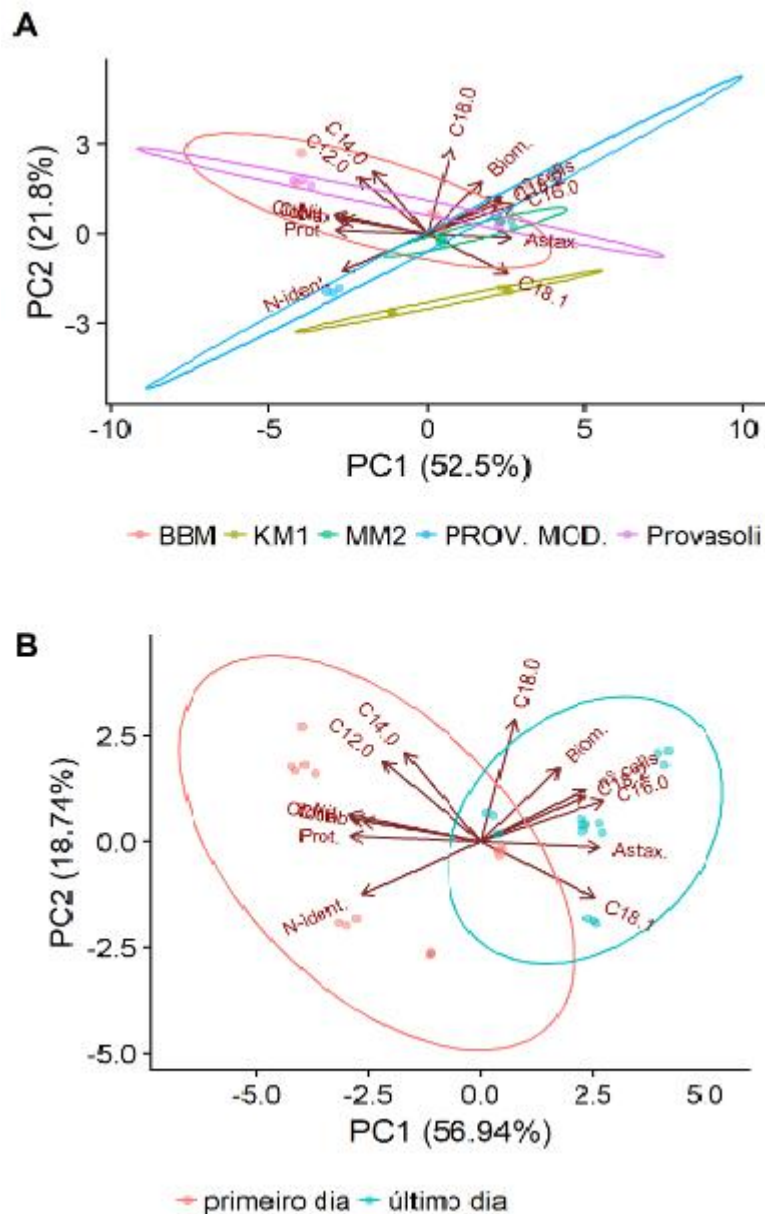 A
C18.0
C14.0
C12.0
Biom.
C16.0
Prot.
Astax.
N-ident.
C18.1
3
0
-3
PC2 (21.8%)
-10
-5
0
5
10
PC1 (52.5%)
BBM KM1 MM2 PROV. MOD. Provasoli
B
C18.0
C14.0
C12.0
Biom.
nº cells
C16.0
Prot.
Astax.
N-ident.
C18.1
2.5
0.0
-2.5
-5.0
PC2 (18.74%)
-5.0
-2.5
0.0
2.5
5.0
PC1 (56.94%)
primeiro dia último dia